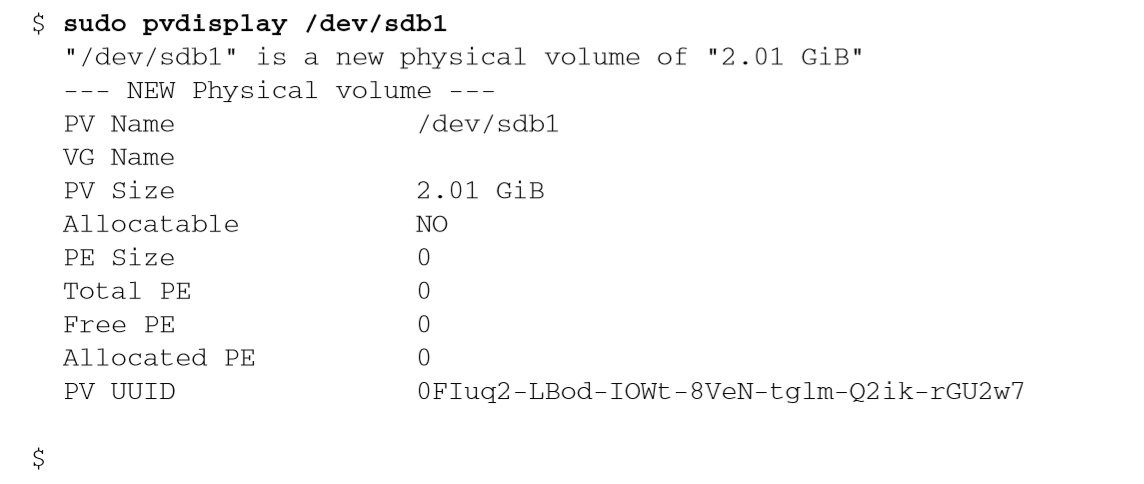 $ sudo pvdisplay /dev/sdb1
"/dev/sdb1" is a new physical volume of "2.01 GiB"
--- NEW Physical volume ---
PV Name /dev/sdb1
VG Name
PV Size 2.01 GiB
Allocatable NO
PE Size 0
Total PE 0
Free PE 0
Allocated PE 0
PV UUID 0FIuq2-LBod-IOWt-8VeN-tglm-Q2ik-rGU2w7
$